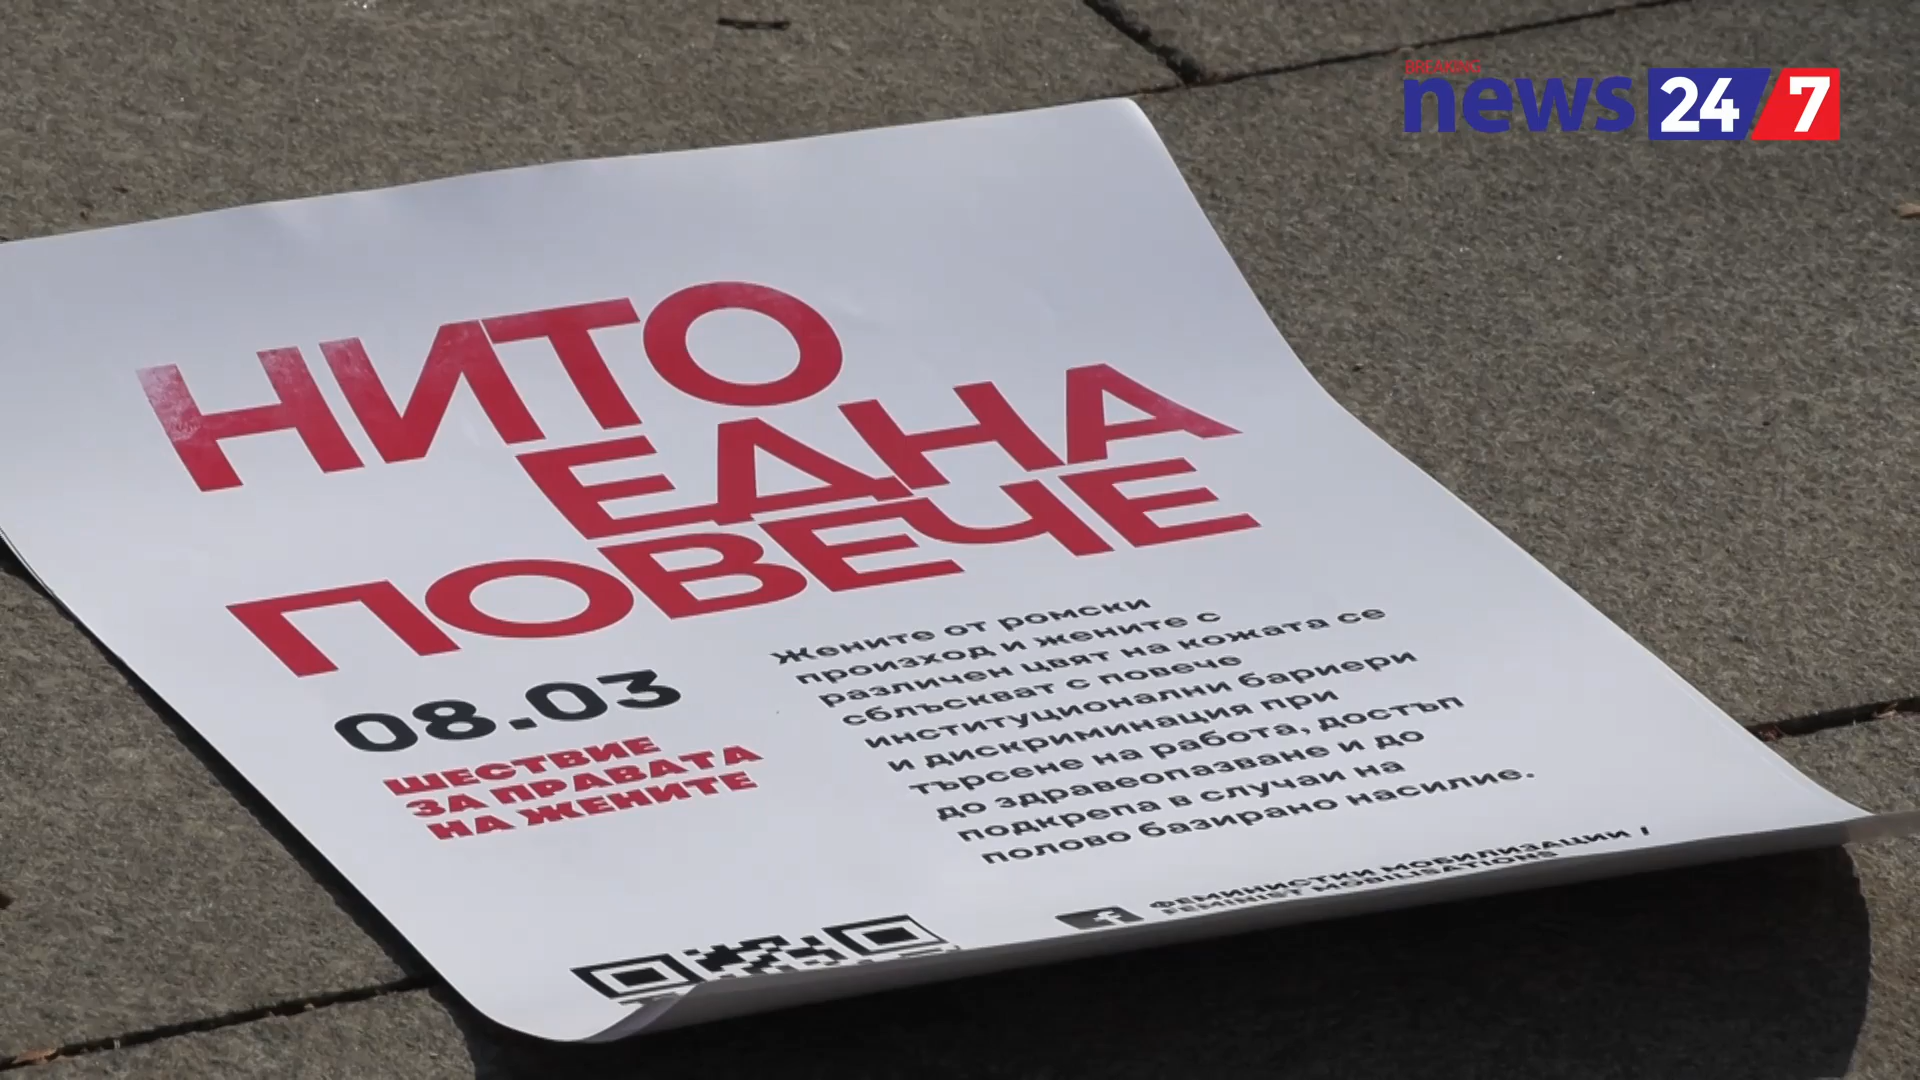 BREAKING
news 24/7
НИТО
ЕДНА
ПОВЕЧЕ
08.03
ШЕСТВИЕ
ЗА ПРАВАТА
НА ЖЕНИТЕ
Жените от ромски
произход и жените с
различен цвят на кожата се
сблъскват с повече
институционални бариери
и дискриминация при
търсене на работа, достъп
до здравеопазване и до
подкрепа в случаи на
полово базирано насилие.
ФЕМИНИСТКИ МОБИЛИЗАЦИИ /
FEMINIST MOBILISATIONS